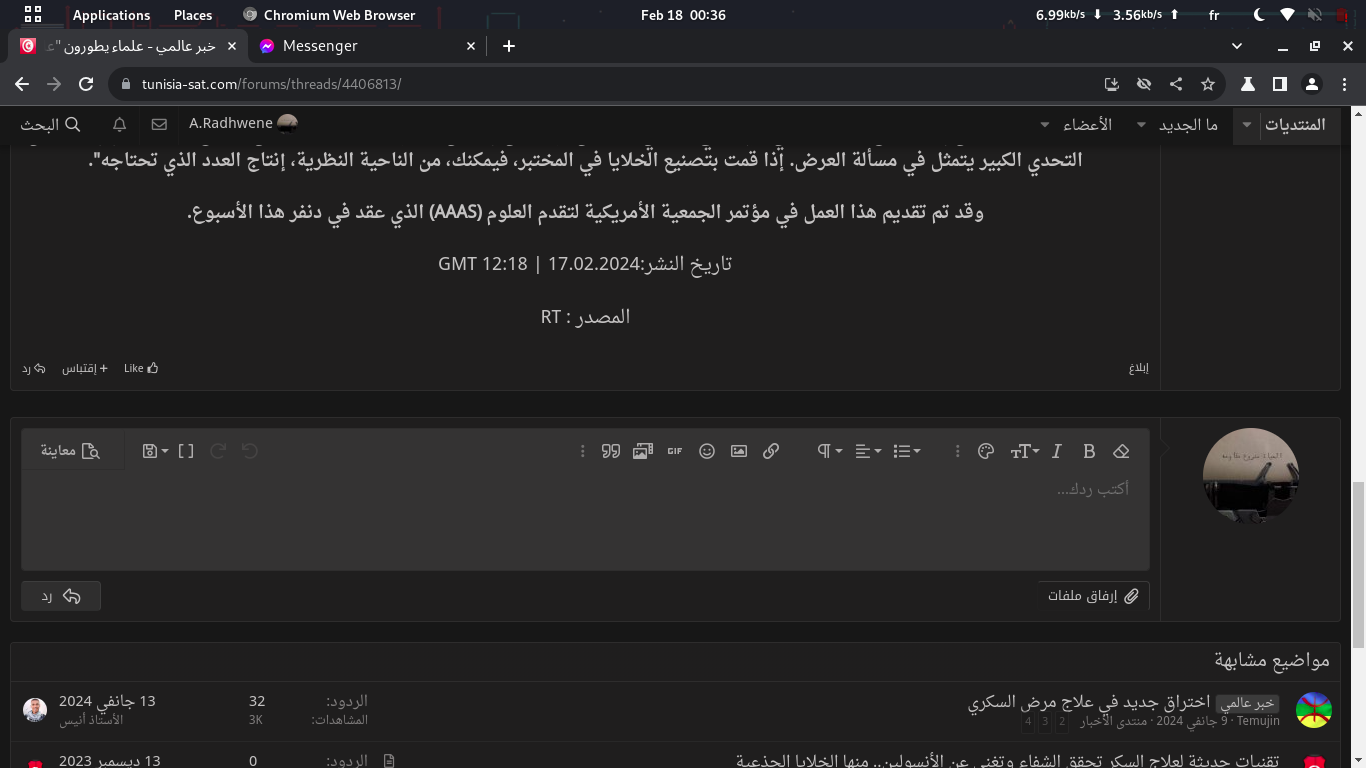 Applications Places Chromium Web Browser Feb 18 00:36 6.99kb/s 3.56kb/s fr
خبر عالمي - علماء يطورون "عـ Messenger
tunisia-sat.com/forums/threads/4406813/
المنتديات ما الجديد الأعضاء A.Radhwene البحث
التحدي الكبير يتمثل في مسألة العرض. إذا قمت بتصنيع الخلايا في المختبر، فيمكنك، من الناحية النظرية، إنتاج العدد الذي تحتاجه".
وقد تم تقديم هذا العمل في مؤتمر الجمعية الأمريكية لتقدم العلوم (AAAS) الذي عقد في دنفر هذا الأسبوع.
تاريخ النشر:17.02.2024 | 12:18 GMT
المصدر : RT
إبلاغ Like + إقتباس رد
GIF معاينة
أكتب ردك...
إرفاق ملفات رد
مواضيع مشابهة
خبر عالمي اختراق جديد في علاج مرض السكري الردود: 32 13 جانفي 2024
Temujin · 9 جانفي 2024 · منتدى الأخبار 2 3 4 المشاهدات: 3K الأستاذ أنيس
تقنيات حديثة لعلاج السكر تحقق الشفاء وتغني عن الأنسولين.. منها الخلايا الجذعية الردود: 0 13 ديسمبر 2023